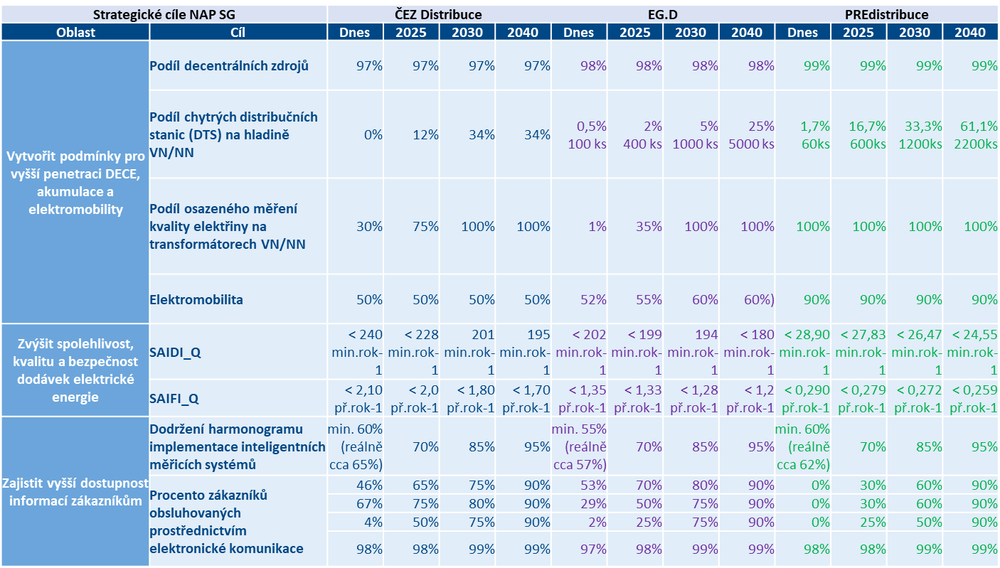 Strategické cíle NAP SG ČEZ Distribuce EG.D PREdistribuce
Oblast Cíl Dnes 2025 2030 2040 Dnes 2025 2030 2040 Dnes 2025 2030 2040
Vytvořit podmínky pro
vyšší penetraci DECE,
akumulace a
elektromobility
Podíl decentrálních zdrojů 97% 97% 97% 97% 98% 98% 98% 98% 99% 99% 99% 99%
Podíl chytrých distribučních
stanic (DTS) na hladině
VN/NN
0% 12% 34% 34%
0,5% 2% 5% 25% 1,7% 16,7% 33,3% 61,1%
100 ks 400 ks 1000 ks 5000 ks 60ks 600ks 1200ks 2200ks
Podíl osazeného měření
kvality elektřiny na
transformátorech VN/NN
30% 75% 100% 100% 1% 35% 100% 100% 100% 100% 100% 100%
Elektromobilita 50% 50% 50% 50% 52% 55% 60% 60%) 90% 90% 90% 90%
Zvýšit spolehlivost,
kvalitu a bezpečnost
dodávek elektrické
energie
SAIDI_Q
< 240 < 228 201 195 < 202 < 199 194 < 180 < 28,90 < 27,83 < 26,47 < 24,55
min.rok- min.rok- min.rok- min.rok- min.rok- min.rok- min.rok- min.rok- min.rok- min.rok- min.rok- min.rok-
1 1 1 1 1 1 1 1 1 1 1 1
SAIFI_Q
< 2,10 < 2,0 < 1,80 < 1,70 < 1,35 < 1,33 < 1,28 < 1,2 < 0,290 < 0,279 < 0,272 < 0,259
př.rok-1 př.rok-1 př.rok-1 př.rok-1 př.rok-1 př.rok-1 př.rok-1 př.rok-1 př.rok-1 př.rok-1 př.rok-1 př.rok-1
Zajistit vyšší dostupnost
informací zákazníkům
Dodržení harmonogramu
implementace inteligentních
měřicích systémů
min. 60%
(reálně
cca 65%)
70% 85% 95%
min. 55%
(reálně
cca 57%)
70% 85% 95%
min. 60%
(reálně
cca 62%)
70% 85% 95%
Procento zákazníků
obsluhovaných
prostřednictvím
elektronické komunikace
46% 65% 75% 90% 53% 70% 80% 90% 0% 30% 60% 90%
67% 75% 80% 90% 29% 50% 75% 90% 0% 30% 60% 90%
4% 50% 75% 90% 2% 25% 75% 90% 0% 25% 50% 90%
98% 98% 99% 99% 97% 98% 99% 99% 98% 98% 99% 99%